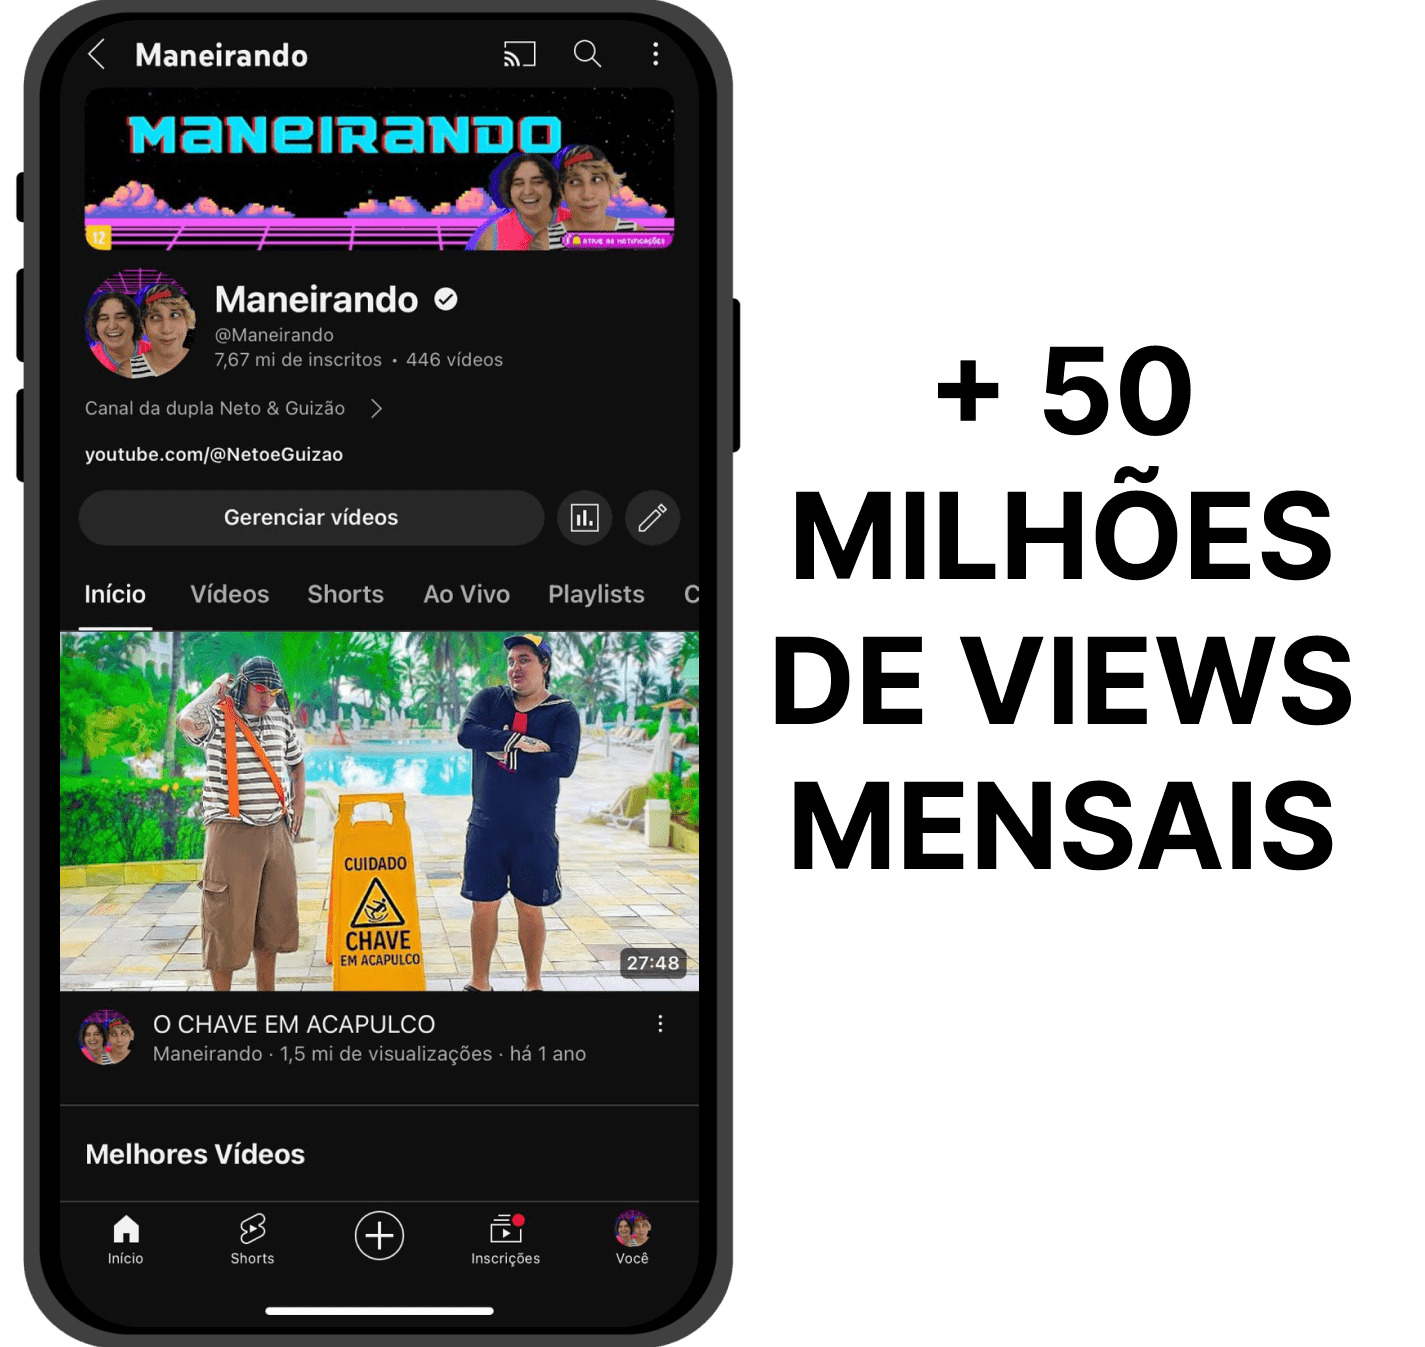 Maneirando
MANEIRANDO
12
ATIVE AS NOTIFICAÇÕES
Maneirando
@Maneirando
7,67 mi de inscritos • 446 vídeos
Canal da dupla Neto & Guizão
youtube.com/@NetoeGuizao
Gerenciar vídeos
Início Vídeos Shorts Ao Vivo Playlists C
CUIDADO
CHAVE
EM ACAPULCO
27:48
O CHAVE EM ACAPULCO
Maneirando · 1,5 mi de visualizações · há 1 ano
Melhores Vídeos
Início Shorts Inscrições Você
+ 50
MILHÕES
DE VIEWS
MENSAIS